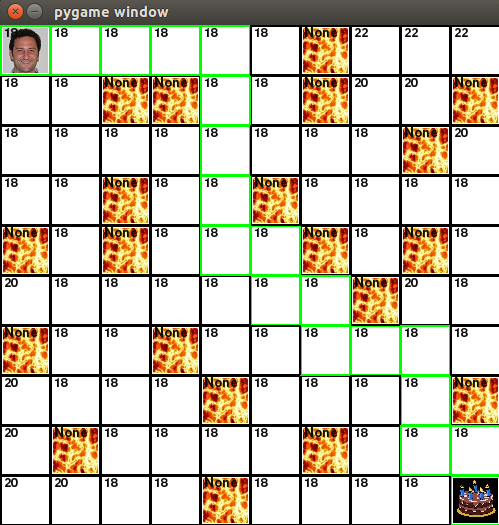 pygame window
18 18 18 18 18 18 None 22 22 22
18 18 None None 18 18 None 20 20 None
18 18 18 18 18 18 18 18 None 20
18 18 None 18 18 None 18 18 18 18
None 18 None 18 18 18 None 18 None 18
20 18 18 18 18 18 18 None 20 18
None 18 18 None 18 18 18 18 18 18
20 18 18 18 None 18 18 18 18 None
20 None 18 18 18 18 None 18 18 18
20 20 18 18 None 18 18 18 18